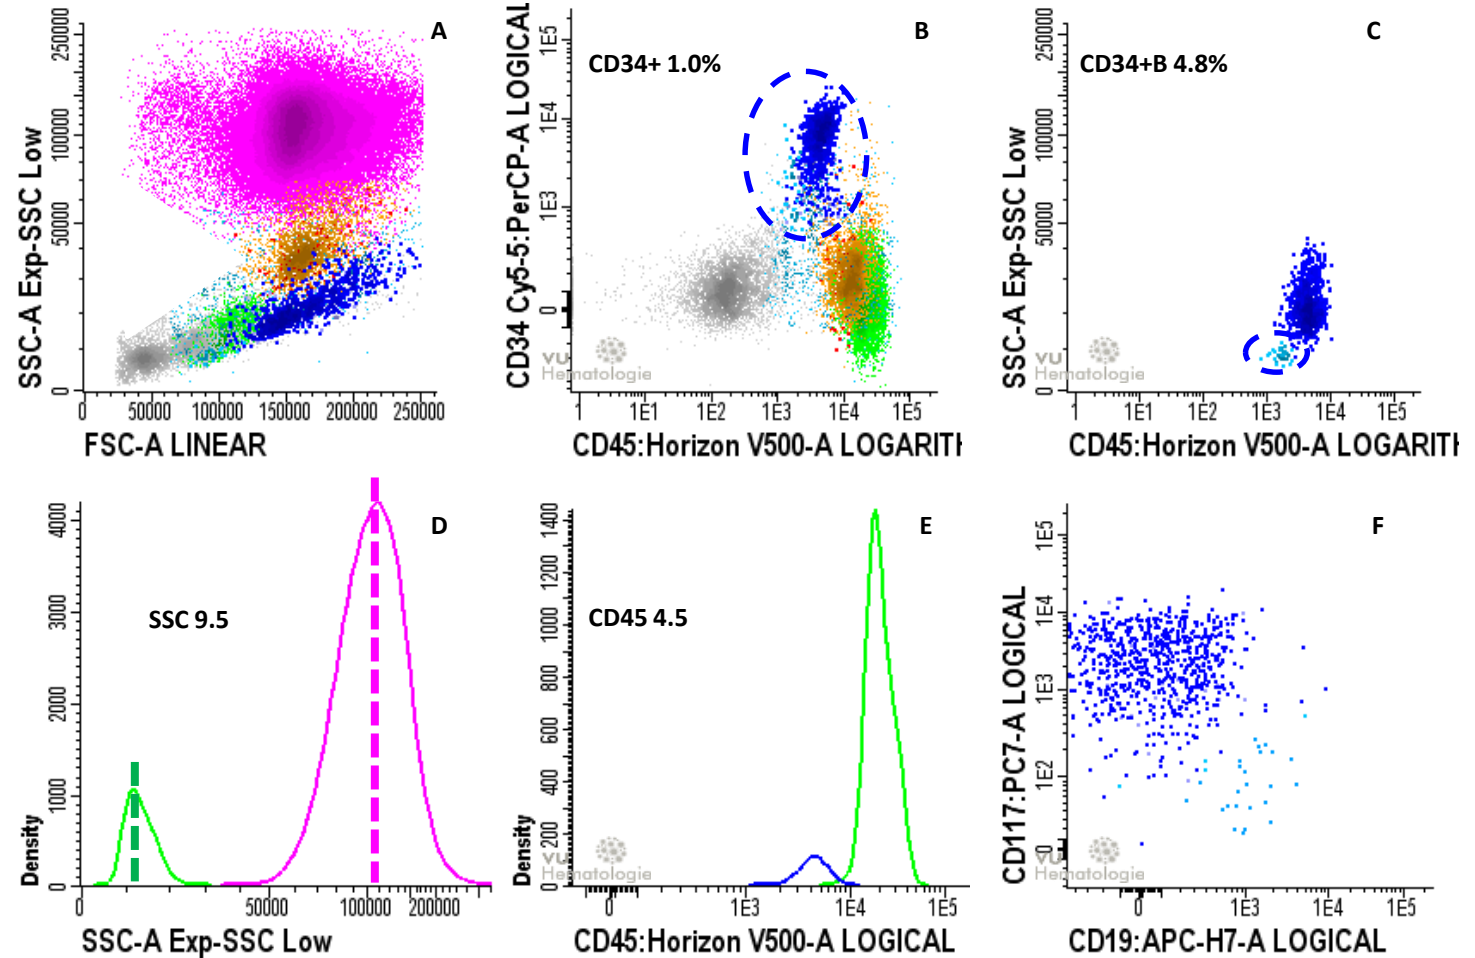 A
SSC-A Exp-SSC Low
250000
100000
50000
0
0 50000 100000 150000 200000 250000
FSC-A LINEAR
B
CD34+ 1.0%
CD34 Cy5-5:PerCP-A LOGICAL
1E5
1E4
1E3
0
VU
Hematologie
1 1E1 1E2 1E3 1E4 1E5
CD45:Horizon V500-A LOGARITH
C
CD34+B 4.8%
SSC-A Exp-SSC Low
250000
100000
50000
0
VU
Hematologie
1 1E1 1E2 1E3 1E4 1E5
CD45:Horizon V500-A LOGARITH
D
SSC 9.5
Density
4000
3000
2000
1000
0
0 50000 100000 200000
SSC-A Exp-SSC Low
E
CD45 4.5
Density
1400
1200
1000
800
600
400
200
0
VU
Hematologie
0 1E3 1E4 1E5
CD45:Horizon V500-A LOGICAL
F
CD117:PC7-A LOGICAL
1E5
1E4
1E3
1E2
0
VU
Hematologie
0 1E3 1E4 1E5
CD19:APC-H7-A LOGICAL